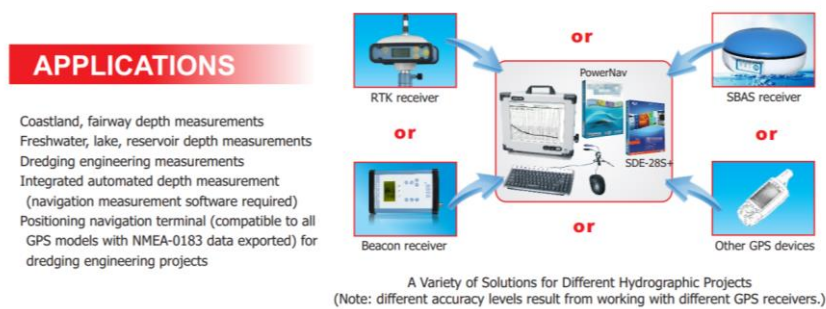 APPLICATIONS
Coastland, fairway depth measurements
Freshwater, lake, reservoir depth measurements
Dredging engineering measurements
Integrated automated depth measurement
(navigation measurement software required)
Positioning navigation terminal (compatible to all
GPS models with NMEA-0183 data exported) for
dredging engineering projects
or
PowerNav
RTK receiver
SBAS receiver
or
or
SDE-28S+
or
Beacon receiver
Other GPS devices
A Variety of Solutions for Different Hydrographic Projects
(Note: different accuracy levels result from working with different GPS receivers.)